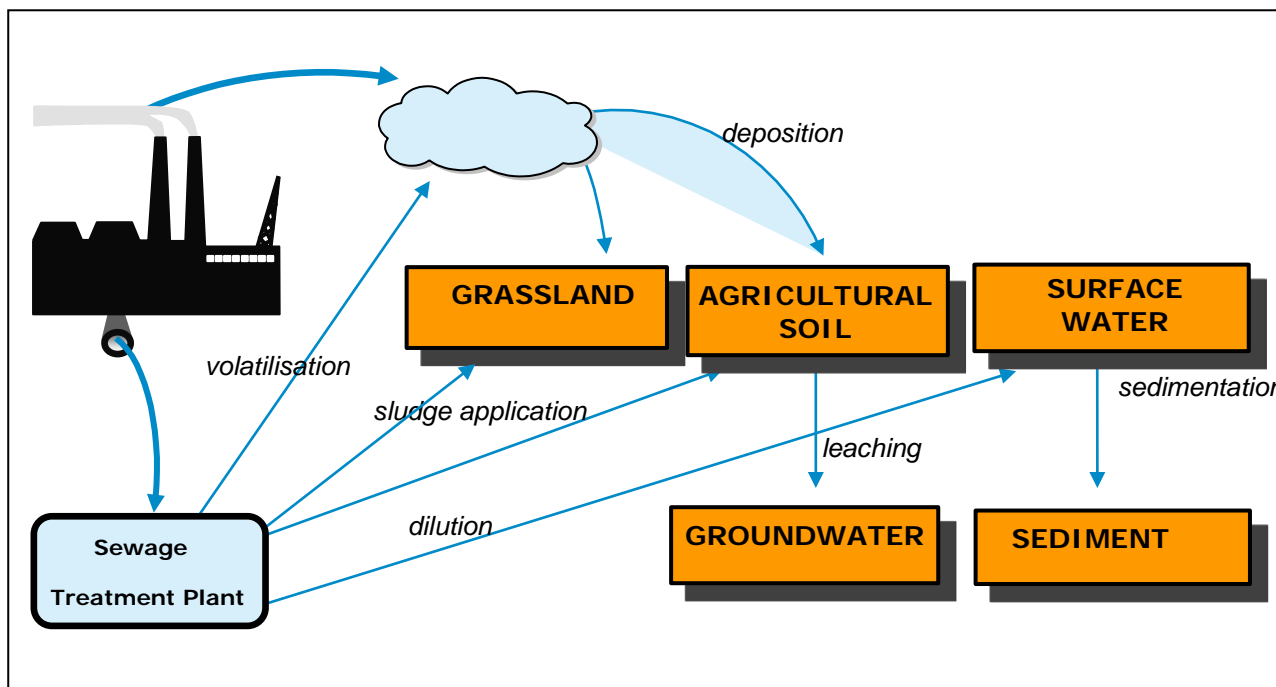 deposition
GRASSLAND
AGRICULTURAL
SOIL
SURFACE
WATER
volatilisation
sludge application
sedimentation
leaching
dilution
GROUNDWATER
SEDIMENT
Sewage
Treatment Plant